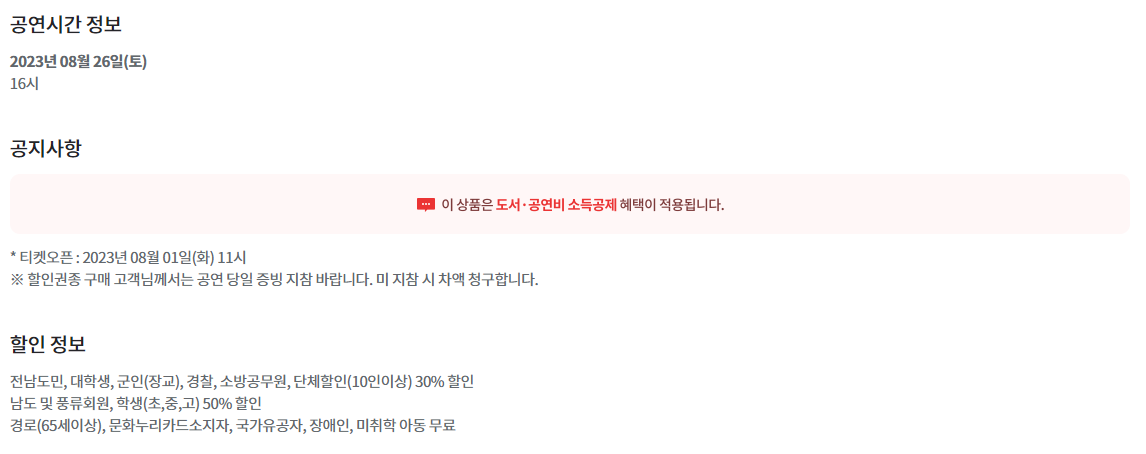 공연시간 정보
2023년 08월 26일(토)
16시
공지사항
이 상품은 도서·공연비 소득공제 혜택이 적용됩니다.
* 티켓오픈 : 2023년 08월 01일(화) 11시
※ 할인권종 구매 고객님께서는 공연 당일 증빙 지참 바랍니다. 미 지참 시 차액 청구합니다.
할인 정보
전남도민, 대학생, 군인(장교), 경찰, 소방공무원, 단체할인(10인이상) 30% 할인
남도 및 풍류회원, 학생(초,중,고) 50% 할인
경로(65세이상), 문화누리카드소지자, 국가유공자, 장애인, 미취학 아동 무료